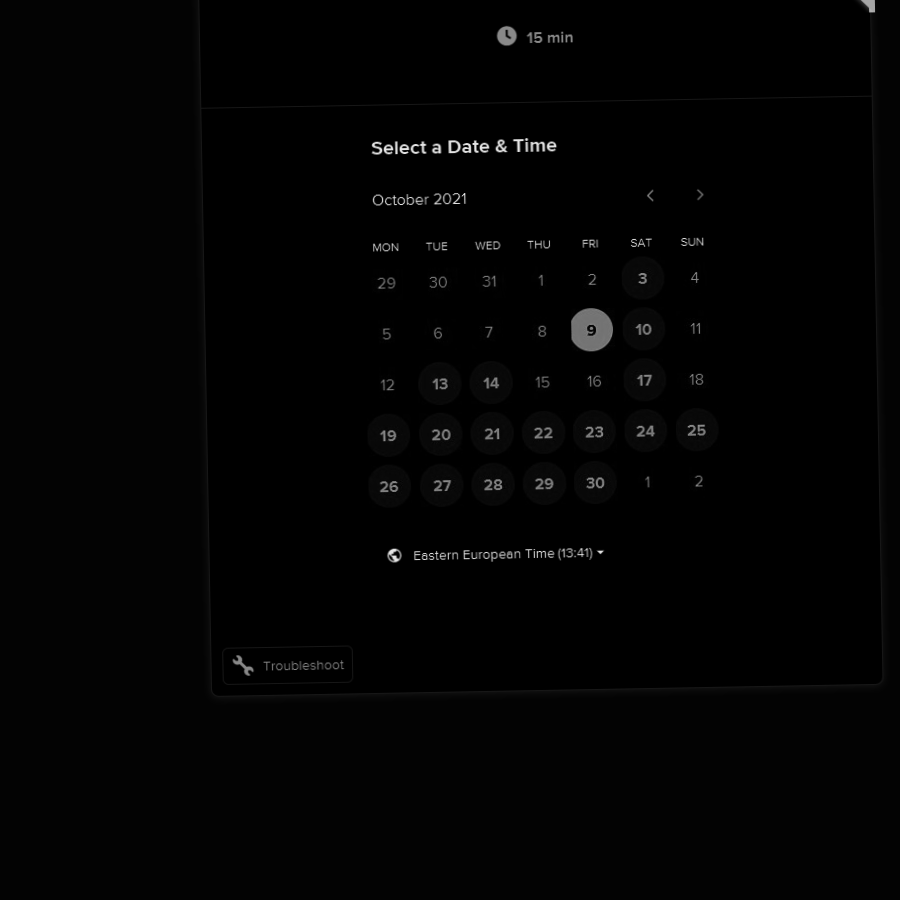 15 min
Select a Date & Time
October 2021
MON TUE WED THU FRI SAT SUN
29 30 31 1 2 3 4
5 6 7 8 9 10 11
12 13 14 15 16 17 18
19 20 21 22 23 24 25
26 27 28 29 30 1 2
Eastern European Time (13:41)
Troubleshoot